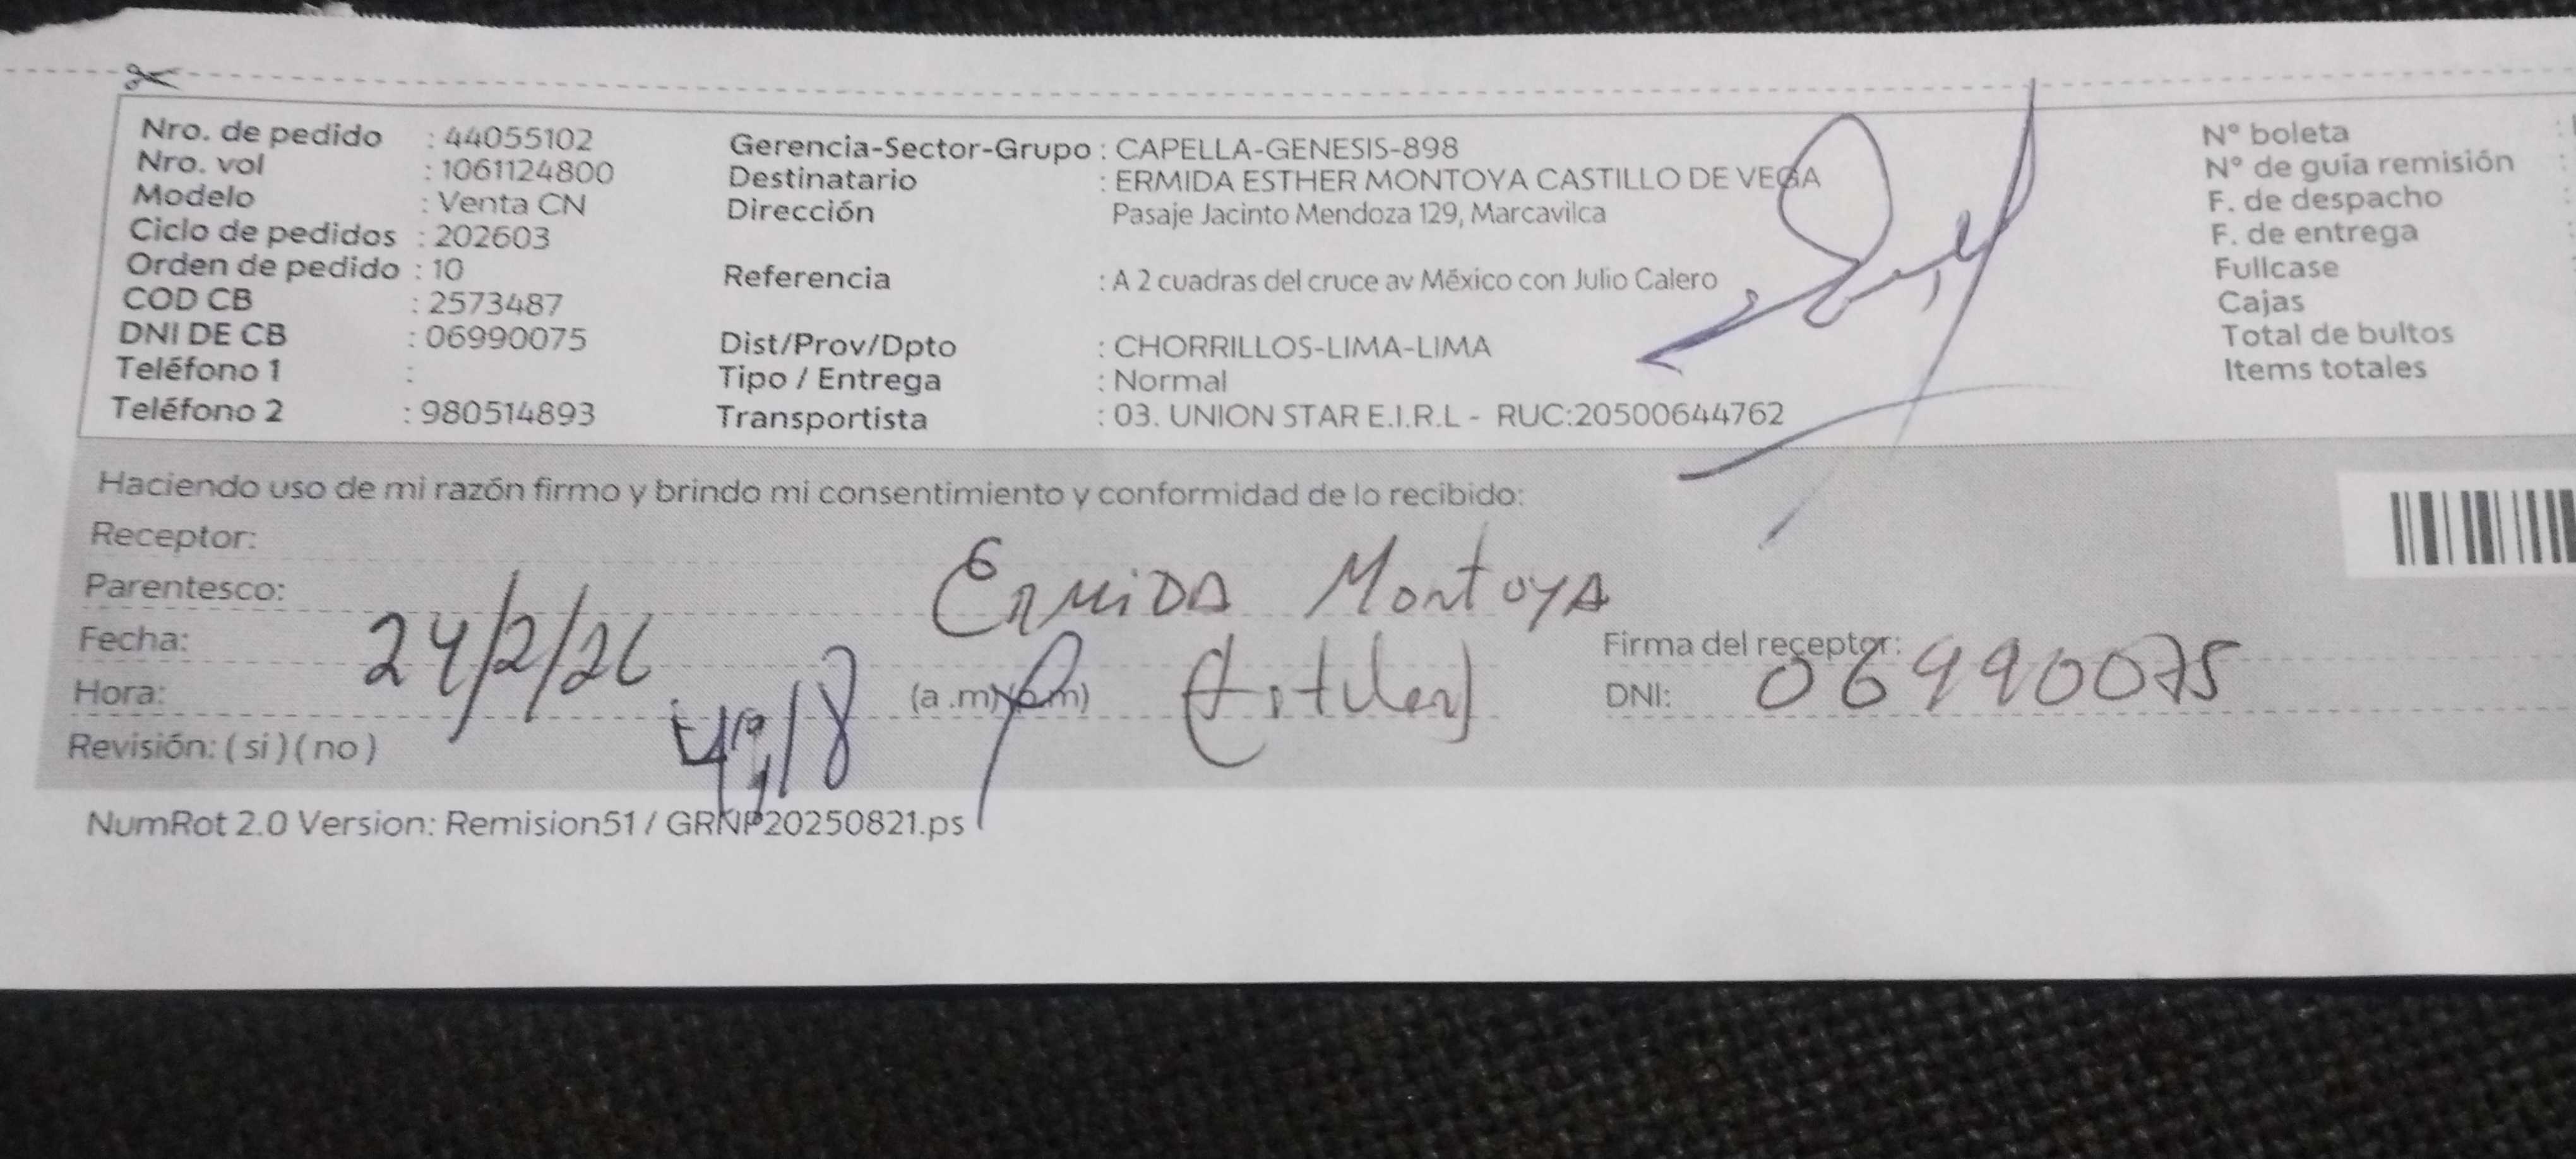 Nro. de pedido : 44055102
Nro. vol : 1061124800
Modelo : Venta CN
Ciclo de pedidos : 202603
Orden de pedido : 10
COD CB : 2573487
DNI DE CB : 06990075
Teléfono 1 :
Teléfono 2 : 980514893
Gerencia-Sector-Grupo : CAPELLA-GENESIS-898
Destinatario : ERMIDA ESTHER MONTOYA CASTILLO DE VEGA
Dirección Pasaje Jacinto Mendoza 129, Marcavilca
Referencia : A 2 cuadras del cruce av México con Julio Calero
Dist/Prov/Dpto : CHORRILLOS-LIMA-LIMA
Tipo / Entrega : Normal
Transportista : 03. UNION STAR E.I.R.L - RUC:20500644762
N° boleta :
N° de guía remisión :
F. de despacho :
F. de entrega :
Fullcase
Cajas
Total de bultos
Items totales
Haciendo uso de mi razón firmo y brindo mi consentimiento y conformidad de lo recibido:
Receptor:
Parentesco: Ermida Montoya
Fecha: 24/2/26 (titular) Firma del receptor:
Hora: (a .m) (p.m) DNI: 06990075
Revisión: ( si ) ( no )
NumRot 2.0 Version: Remision51 / GRNP20250821.ps